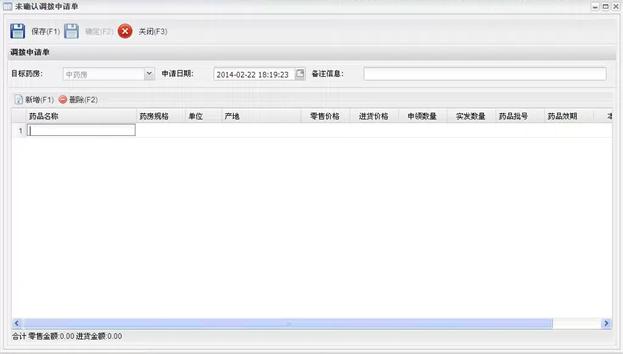 未确认调拨申请单
保存(F1) 确定(F2) 关闭(F3)
调拨申请单
目标药房: 中药房 申请日期: 2014-02-22 18:19:23 备注信息:
新增(F1) 删除(F2)
药品名称 药房规格 单位 产地 零售价格 进货价格 申领数量 实发数量 药品批号 药品效期
1
合计 零售金额:0.00 进货金额:0.00